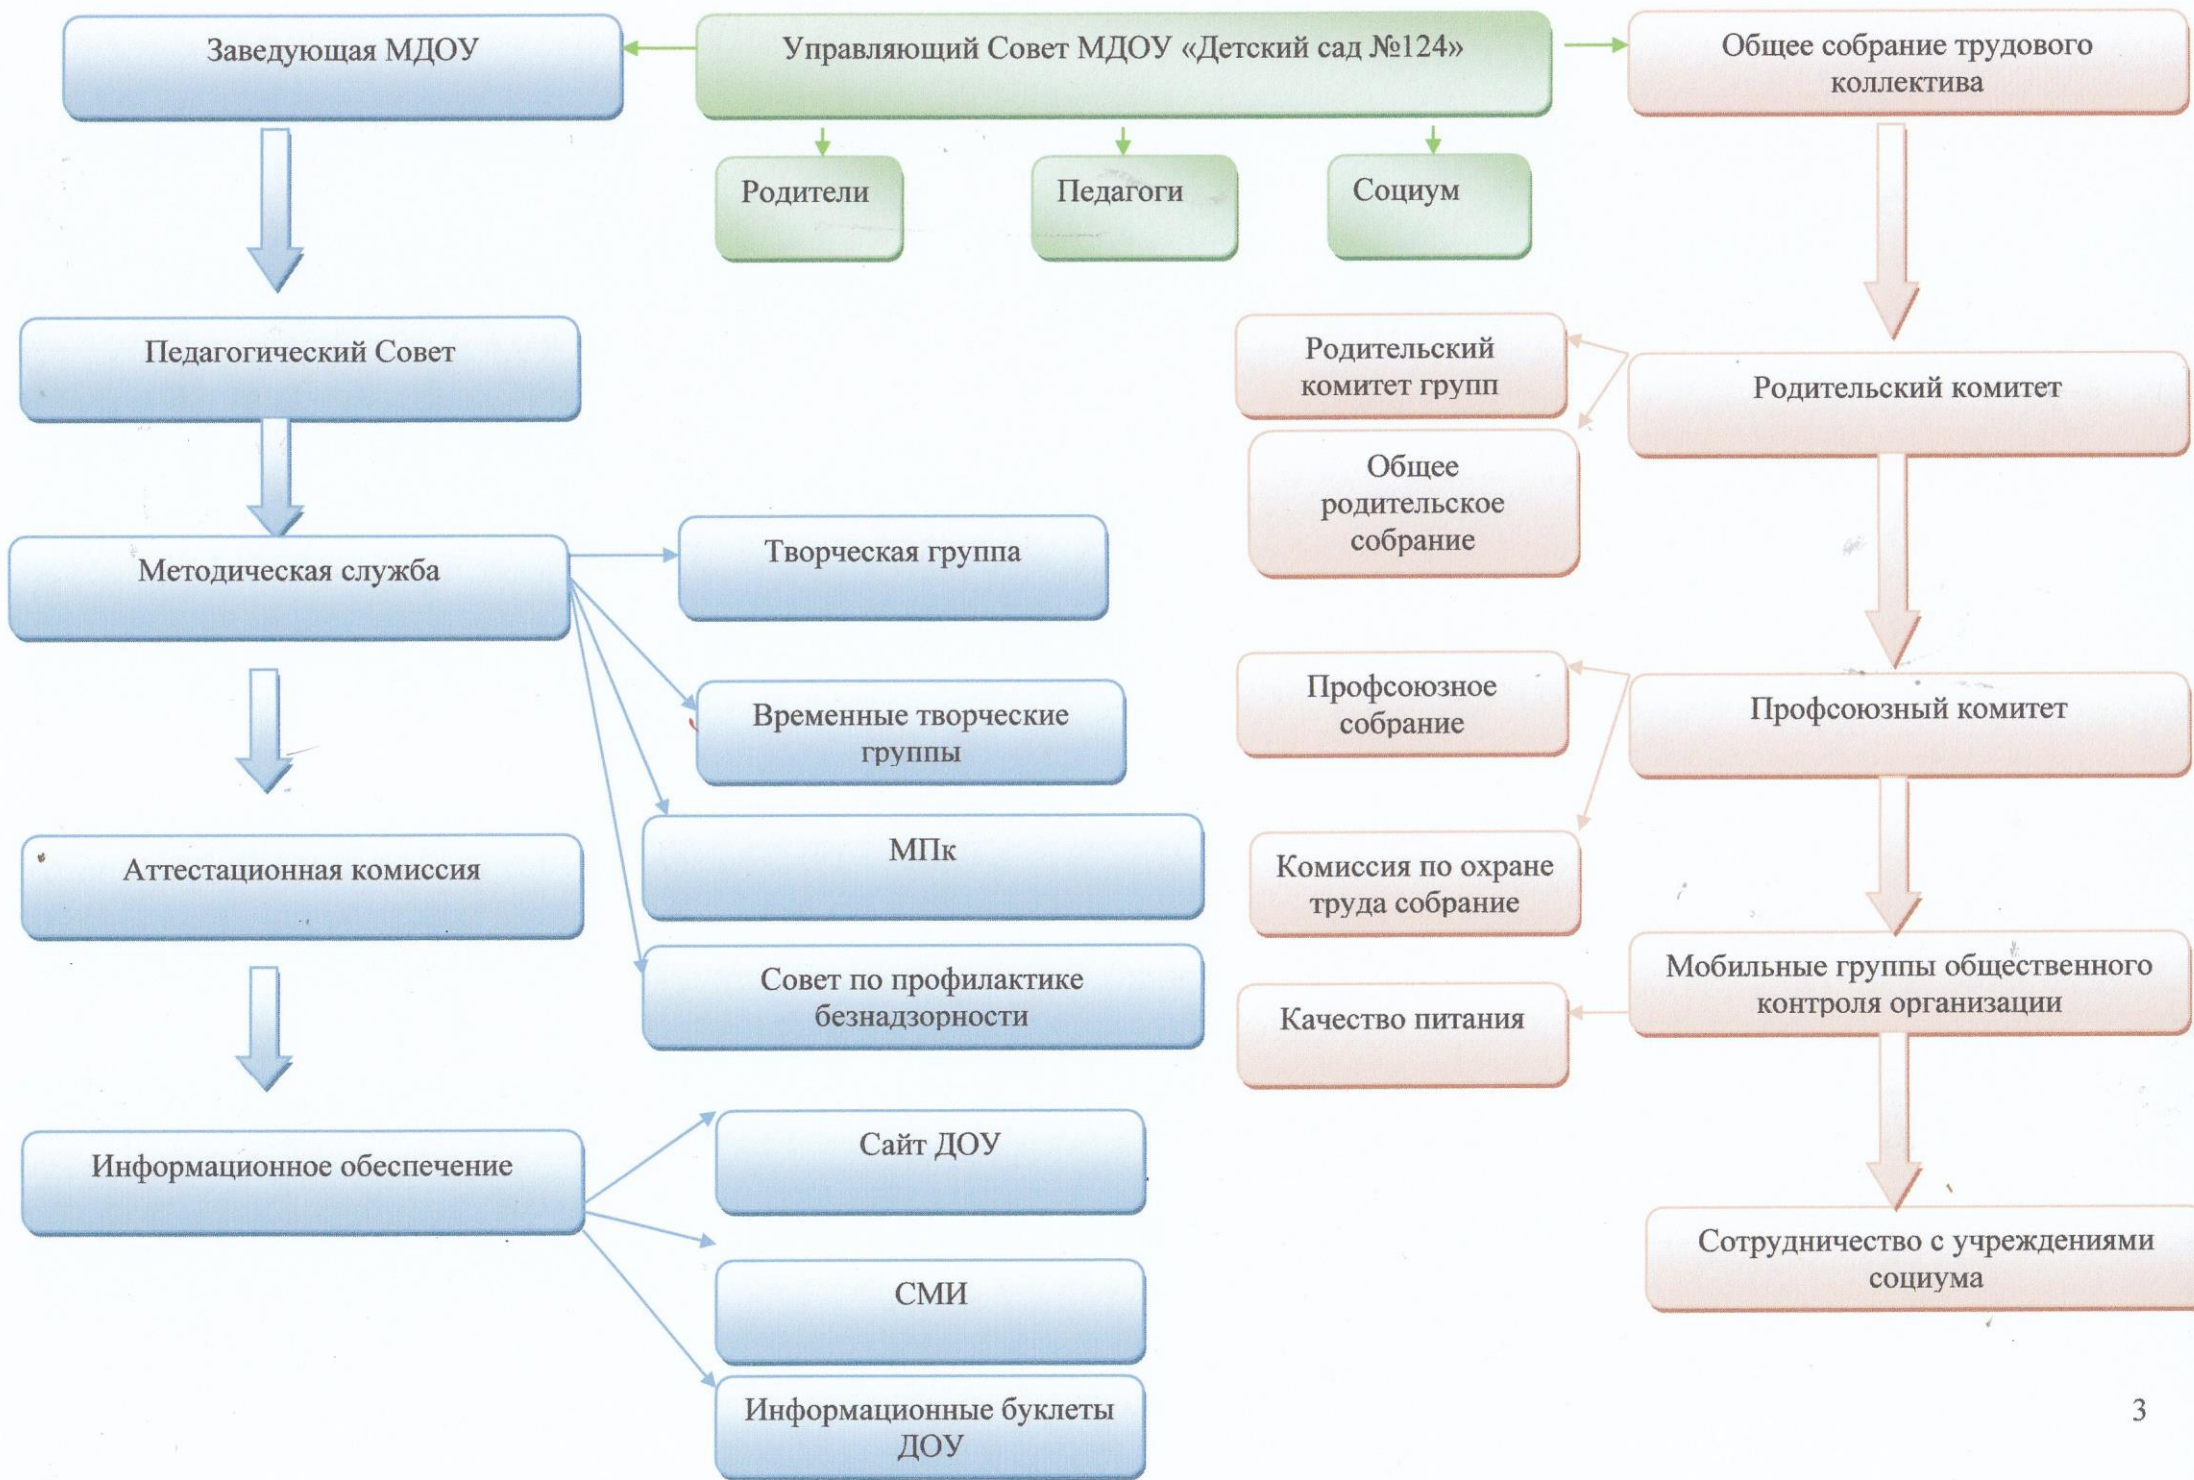 Заведующая МДОУ
Управляющий Совет МДОУ «Детский сад №124»
Общее собрание трудового
коллектива
Родители
Педагоги
Социум
Педагогический Совет
Родительский
комитет групп
Родительский комитет
Общее
родительское
собрание
Методическая служба
Творческая группа
Временные творческие
группы
Профсоюзное
собрание
Профсоюзный комитет
Аттестационная комиссия
МПк
Комиссия по охране
труда собрание
Совет по профилактике
безнадзорности
Мобильные группы общественного
контроля организации
Качество питания
Информационное обеспечение
Сайт ДОУ
Сотрудничество с учреждениями
социума
СМИ
Информационные буклеты
ДОУ
3